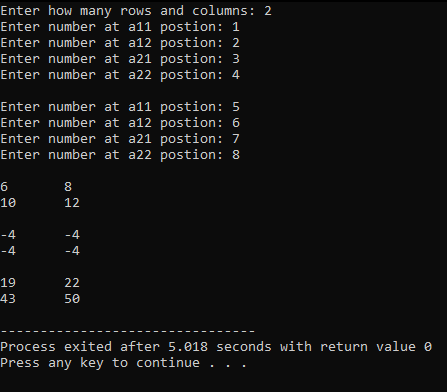 Enter how many rows and columns: 2
Enter number at a11 postion: 1
Enter number at a12 postion: 2
Enter number at a21 postion: 3
Enter number at a22 postion: 4
Enter number at a11 postion: 5
Enter number at a12 postion: 6
Enter number at a21 postion: 7
Enter number at a22 postion: 8
6 8
10 12
-4 -4
-4 -4
19 22
43 50
--------------------------------
Process exited after 5.018 seconds with return value 0
Press any key to continue . . .